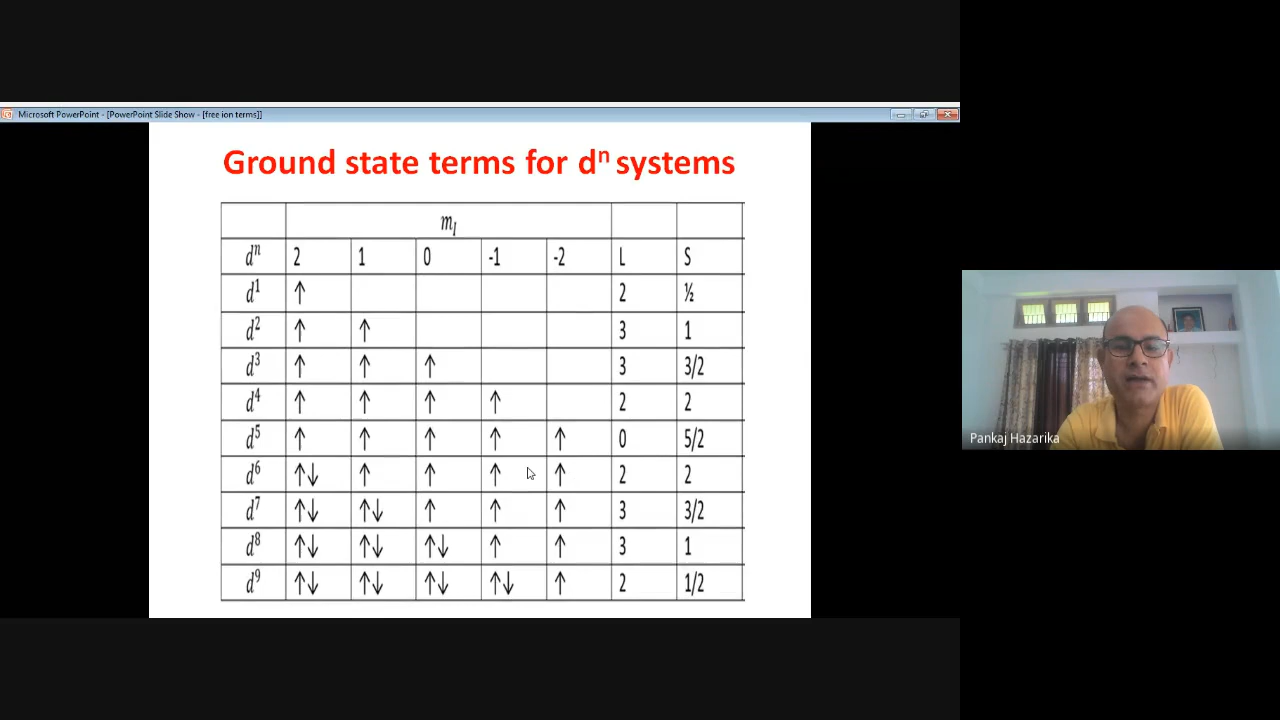 Microsoft PowerPoint - [PowerPoint Slide Show - [free ion terms]]
Ground state terms for dⁿ systems
m_l
dⁿ 2 1 0 -1 -2 L S
d¹ ↑ 2 ½
d² ↑ ↑ 3 1
d³ ↑ ↑ ↑ 3 3/2
d⁴ ↑ ↑ ↑ ↑ 2 2
d⁵ ↑ ↑ ↑ ↑ ↑ 0 5/2
d⁶ ↑↓ ↑ ↑ ↑ ↑ 2 2
d⁷ ↑↓ ↑↓ ↑ ↑ ↑ 3 3/2
d⁸ ↑↓ ↑↓ ↑↓ ↑ ↑ 3 1
d⁹ ↑↓ ↑↓ ↑↓ ↑↓ ↑ 2 1/2
Pankaj Hazarika